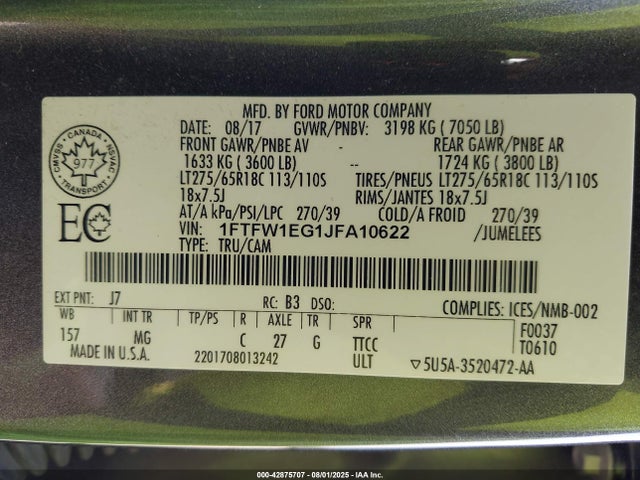 MFD. BY FORD MOTOR COMPANY
DATE: 08/17 GVWR/PNBV: 3198 KG ( 7050 LB)
FRONT GAWR/PNBE AV - REAR GAWR/PNBE AR
1633 KG ( 3600 LB) -- 1724 KG ( 3800 LB)
LT275/65R18C 113/110S TIRES/PNEUS LT275/65R18C 113/110S
18x7.5J RIMS/JANTES 18x7.5J
AT/A kPa/PSI/LPC 270/39 COLD/A FROID 270/39
VIN: 1FTFW1EG1JFA10622 /JUMELEES
TYPE: TRU/CAM
CMVSS • CANADA • NSVAC
977
TRANSPORT
EC
EXT PNT: J7 RC: B3 DSO: COMPLIES: ICES/NMB-002
WB INT TR TP/PS R AXLE TR SPR F0037
157 MG C 27 G TTCC T0610
MADE IN U.S.A. 2201708013242 ULT ▽5U5A-3520472-AA
000-42875707 - 08/01/2025 - IAA Inc.